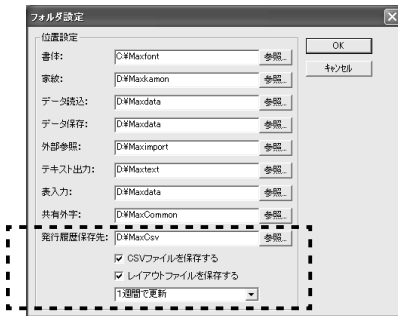 フォルダ設定
位置設定
書体: C:¥Maxfont 参照...
家紋: D:¥Maxkamon 参照...
データ読込: D:¥Maxdata 参照...
データ保存: D:¥Maxdata 参照...
外部参照: D:¥Maximport 参照...
テキスト出力: D:¥Maxtext 参照...
表入力: D:¥Maxdata 参照...
共有外字: D:¥MaxCommon 参照...
発行履歴保存先: D:¥MaxCsv 参照...
CSVファイルを保存する
レイアウトファイルを保存する
1週間で更新
OK
キャンセル